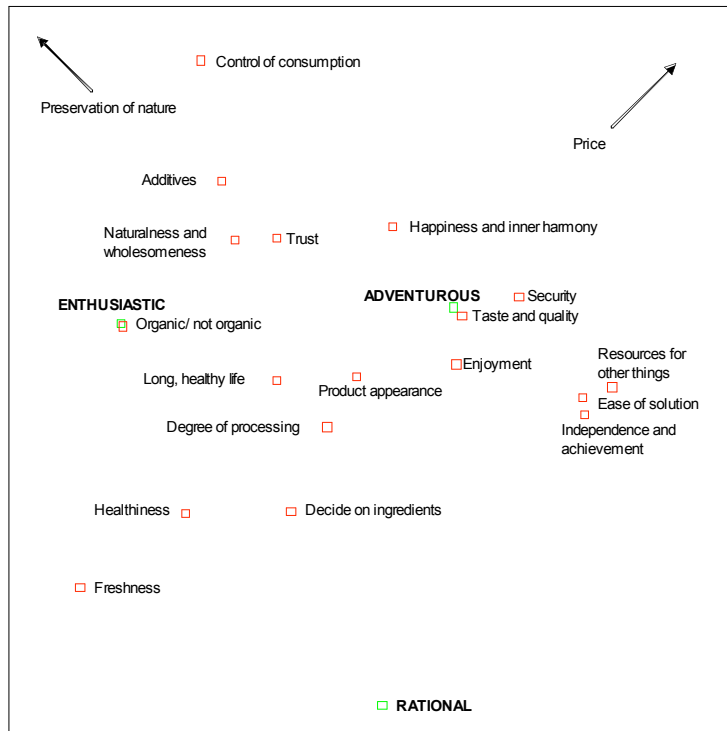 Control of consumption
Preservation of nature
Price
Additives
Happiness and inner harmony
Naturalness and
wholesomeness
Trust
ENTHUSIASTIC
ADVENTUROUS
Security
Organic/ not organic
Taste and quality
Enjoyment
Resources for
other things
Long, healthy life
Product appearance
Ease of solution
Degree of processing
Independence and
achievement
Healthiness
Decide on ingredients
Freshness
RATIONAL